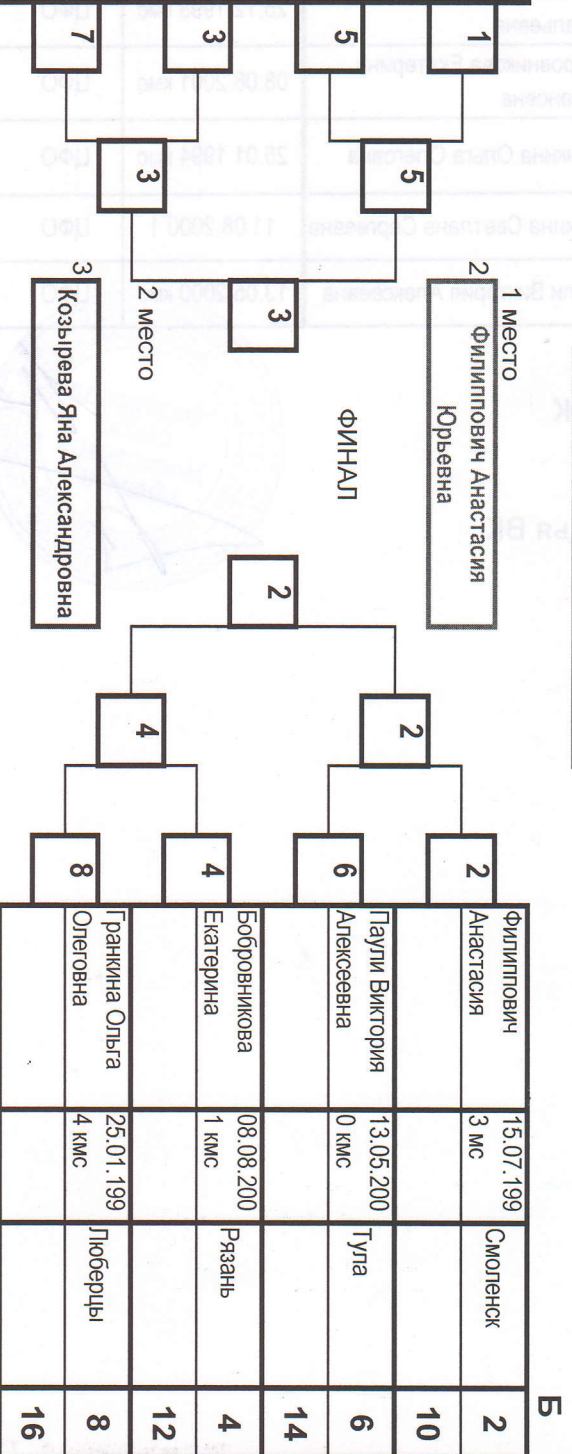 Б
1
5
3
7
5
3
3
ФИНАЛ
2
1 место
Филиппович Анастасия
Юрьевна
2 место
3
Козырева Яна Александровна
2
2
4
2
6
4
8
Филиппович
Анастасия
15.07.199
3 мс
Смоленск
2
10
Паули Виктория
Алексеевна
13.05.200
0 кмс
Тула
6
14
Бобровникова
Екатерина
08.08.200
1 кмс
Рязань
4
12
Гранкина Ольга
Олеговна
25.01.199
4 кмс
Люберцы
8
16